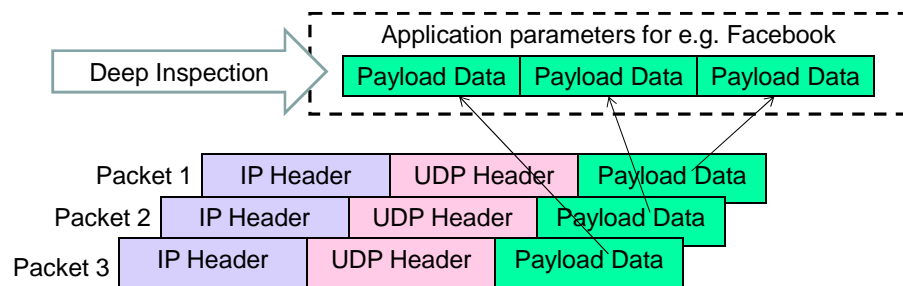 Application parameters for e.g. Facebook
Deep Inspection
Payload Data Payload Data Payload Data
Packet 1 IP Header UDP Header Payload Data
Packet 2 IP Header UDP Header Payload Data
Packet 3 IP Header UDP Header Payload Data